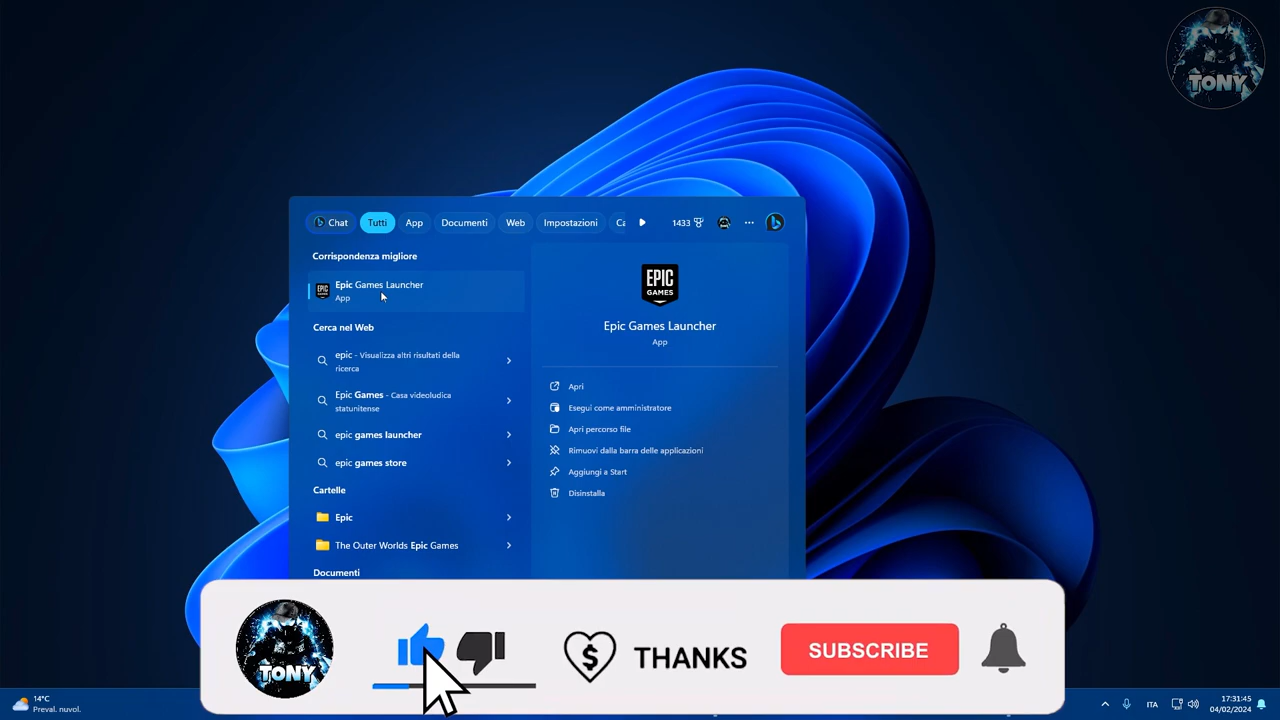 TONY
Chat
Tutti
App
Documenti
Web
Impostazioni
Ca
1433
Corrispondenza migliore
Epic Games Launcher
App
Cerca nel Web
epic - Visualizza altri risultati della
ricerca
Epic Games - Casa videoludica
statunitense
epic games launcher
epic games store
Cartelle
Epic
The Outer Worlds Epic Games
Documenti
EPIC
GAMES
Epic Games Launcher
App
Apri
Esegui come amministratore
Apri percorso file
Rimuovi dalla barra delle applicazioni
Aggiungi a Start
Disinstalla
TONY
THANKS
SUBSCRIBE
14°C
Preval. nuvol.
ITA
17:31:45
04/02/2024